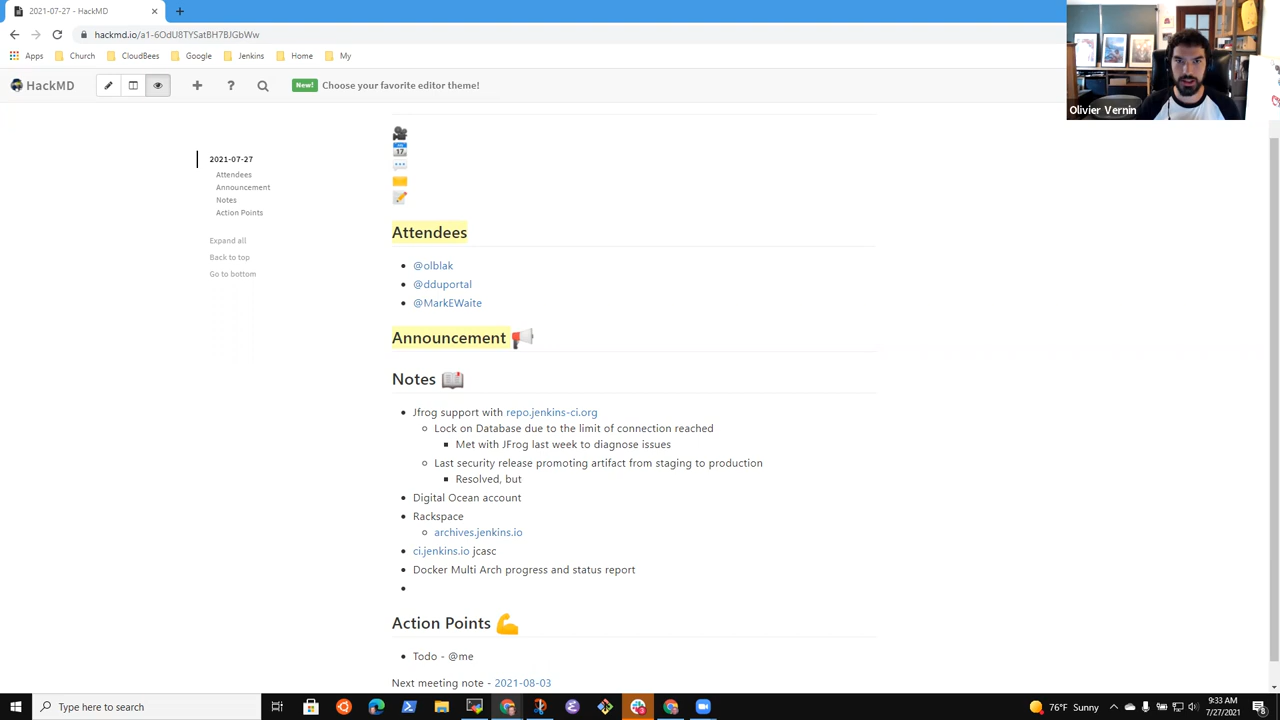 2021-07-27 - HackMD
hackmd.io/a1-6OdU8TYSatBH7BJGbWw
Apps Church CloudBees Google Jenkins Home My
HackMD New! Choose your favorite editor theme!
Olivier Vernin
2021-07-27
Attendees
Announcement
Notes
Action Points
Expand all
Back to top
Go to bottom
Attendees
@olblak
@dduportal
@MarkEWaite
Announcement
Notes
Jfrog support with repo.jenkins-ci.org
Lock on Database due to the limit of connection reached
Met with JFrog last week to diagnose issues
Last security release promoting artifact from staging to production
Resolved, but
Digital Ocean account
Rackspace
archives.jenkins.io
ci.jenkins.io jcasc
Docker Multi Arch progress and status report
Action Points
Todo - @me
Next meeting note - 2021-08-03
Type here to search
76°F Sunny
9:33 AM
7/27/2021